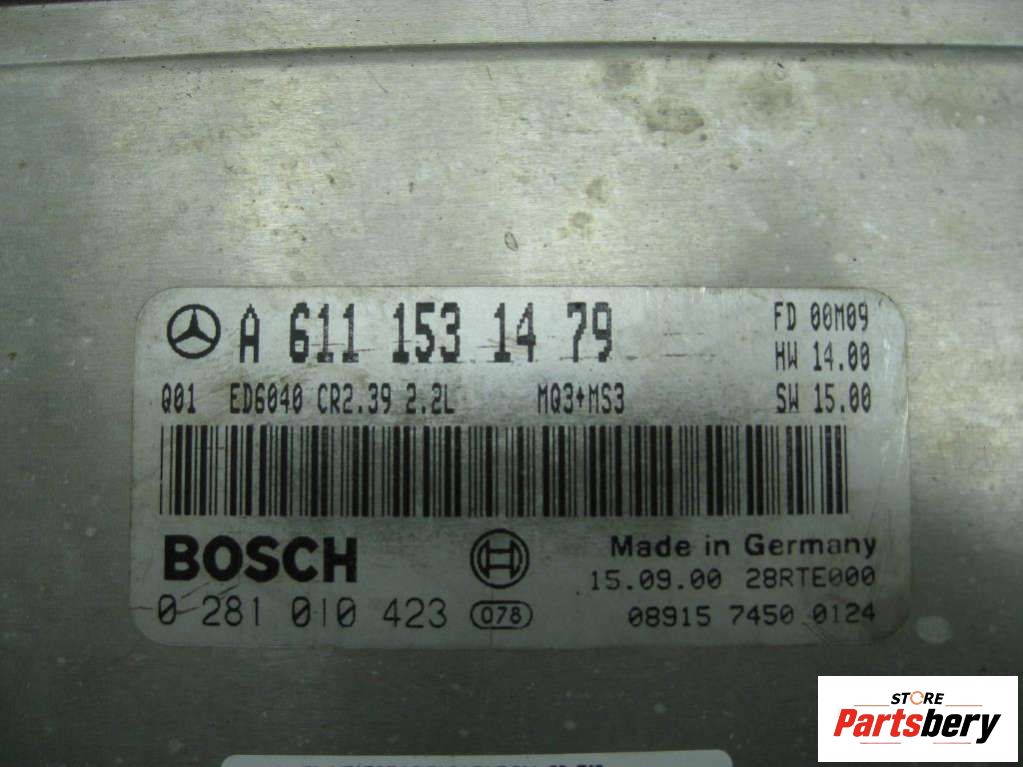 A 611 153 14 79
FD 00M09
HW 14.00
Q01 ED6040 CR2.39 2.2L MQ3+MS3
SW 15.00
BOSCH
Made in Germany
15.09.00 28RTE000
0 281 010 423 078
08915 7450 0124
STORE
Partsbery